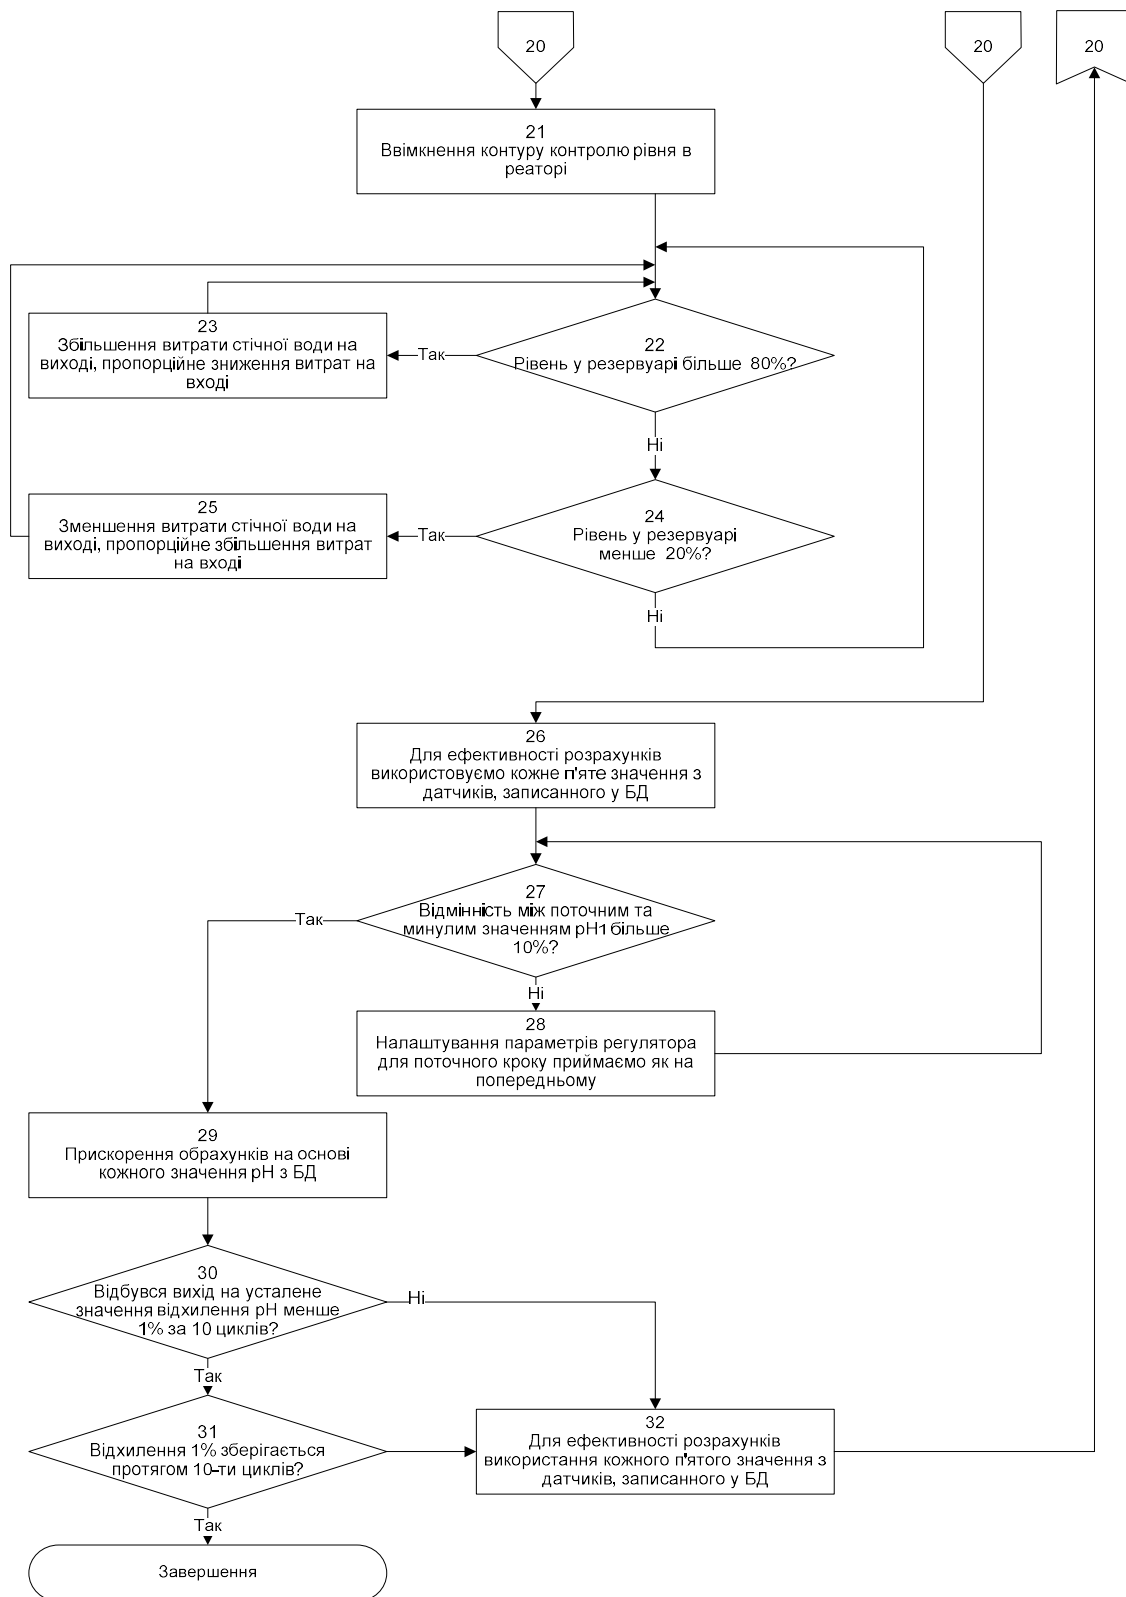 20
20
20
21
Ввімкнення контуру контролю рівня в
реаторі
23
Збільшення витрати стічної води на
виході, пропорційне зниження витрат на
вході
Так
22
Рівень у резервуарі більше 80%?
Ні
25
Зменшення витрати стічної води на
виході, пропорційне збільшення витрат
на вході
Так
24
Рівень у резервуарі
менше 20%?
Ні
26
Для ефективності розрахунків
використовуємо кожне п'яте значення з
датчиків, записанного у БД
Так
27
Відмінність між поточним та
минулим значенням pH1 більше
10%?
Ні
28
Налаштування параметрів регулятора
для поточного кроку приймаємо як на
попередньому
29
Прискорення обрахунків на основі
кожного значення pH з БД
30
Відбувся вихід на усталене
значення відхилення pH менше
1% за 10 циклів?
Ні
Так
31
Відхилення 1% зберігається
протягом 10-ти циклів?
32
Для ефективності розрахунків
використання кожного п'ятого значення з
датчиків, записанного у БД
Так
Завершення